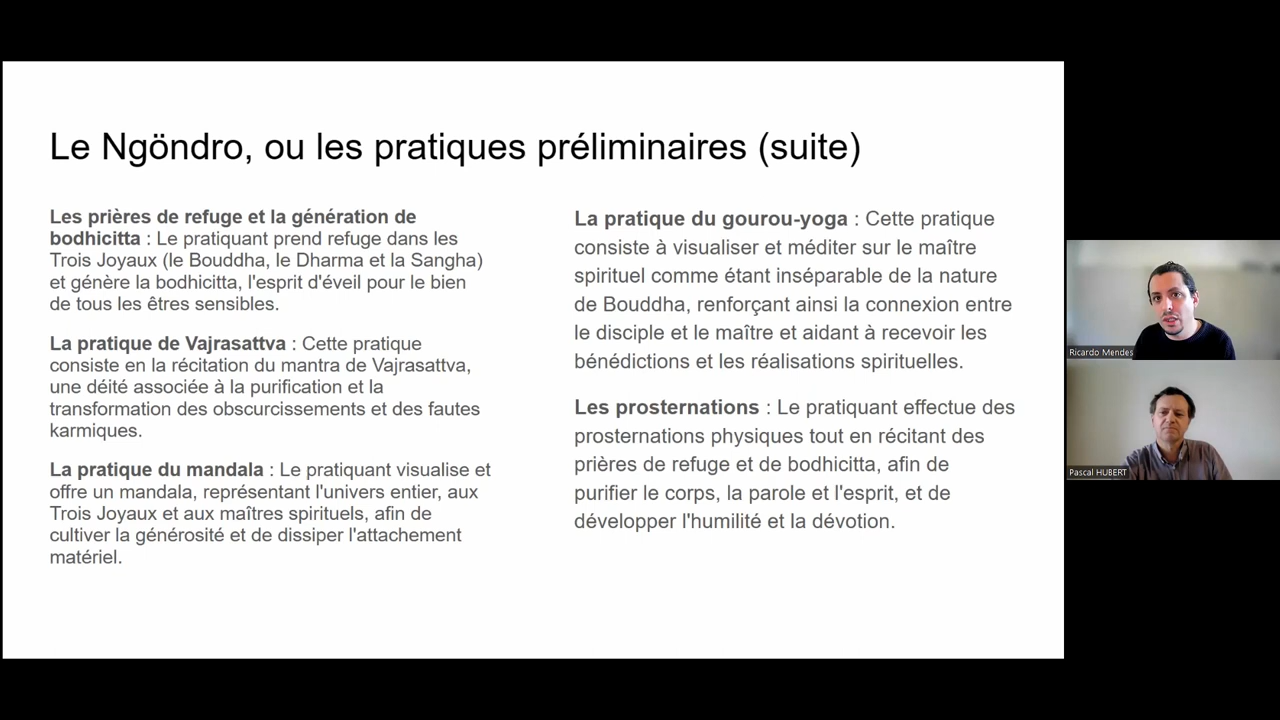 Le Ngöndro, ou les pratiques préliminaires (suite)
Les prières de refuge et la génération de
bodhicitta : Le pratiquant prend refuge dans les
Trois Joyaux (le Bouddha, le Dharma et la Sangha)
et génère la bodhicitta, l'esprit d'éveil pour le bien
de tous les êtres sensibles.
La pratique de Vajrasattva : Cette pratique
consiste en la récitation du mantra de Vajrasattva,
une déité associée à la purification et la
transformation des obscurcissements et des fautes
karmiques.
La pratique du mandala : Le pratiquant visualise et
offre un mandala, représentant l'univers entier, aux
Trois Joyaux et aux maîtres spirituels, afin de
cultiver la générosité et de dissiper l'attachement
matériel.
La pratique du gourou-yoga : Cette pratique
consiste à visualiser et méditer sur le maître
spirituel comme étant inséparable de la nature
de Bouddha, renforçant ainsi la connexion entre
le disciple et le maître et aidant à recevoir les
bénédictions et les réalisations spirituelles.
Les prosternations : Le pratiquant effectue des
prosternations physiques tout en récitant des
prières de refuge et de bodhicitta, afin de
purifier le corps, la parole et l'esprit, et de
développer l'humilité et la dévotion.
Ricardo Mendes
Pascal HUBERT